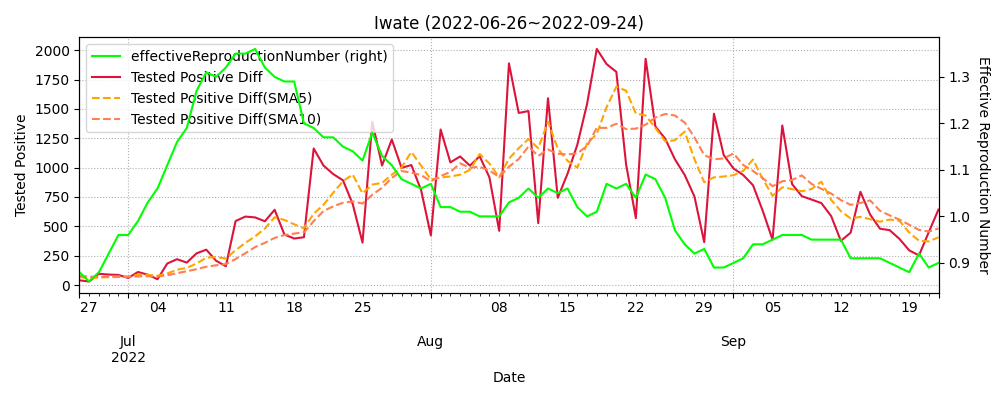 Iwate (2022-06-26~2022-09-24)
effectiveReproductionNumber (right)
Tested Positive Diff
Tested Positive Diff(SMA5)
Tested Positive Diff(SMA10)
Tested Positive
2000
1750
1500
1250
1000
750
500
250
0
1.3
1.2
1.1
1.0
0.9
Effective Reproduction Number
27 04 11 18 25 08 15 22 29 05 12 19
Jul Aug Sep
2022
Date